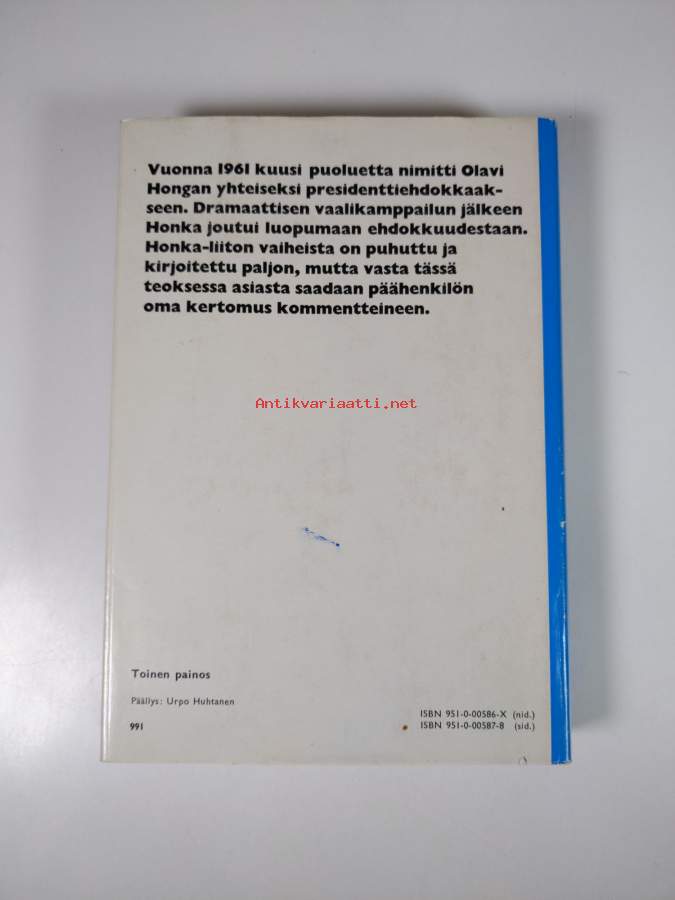 Vuonna 1961 kuusi puoluetta nimitti Olavi
Hongan yhteiseksi presidenttiehdokkaak-
seen. Dramaattisen vaalikamppailun jälkeen
Honka joutui luopumaan ehdokkuudestaan.
Honka-liiton vaiheista on puhuttu ja
kirjoitettu paljon, mutta vasta tässä
teoksessa asiasta saadaan päähenkilön
oma kertomus kommentteineen.
Antikvariaatti.net
Toinen painos
Päällys: Urpo Huhtanen
991
ISBN 951-0-00586-X (nid.)
ISBN 951-0-00587-8 (sid.)